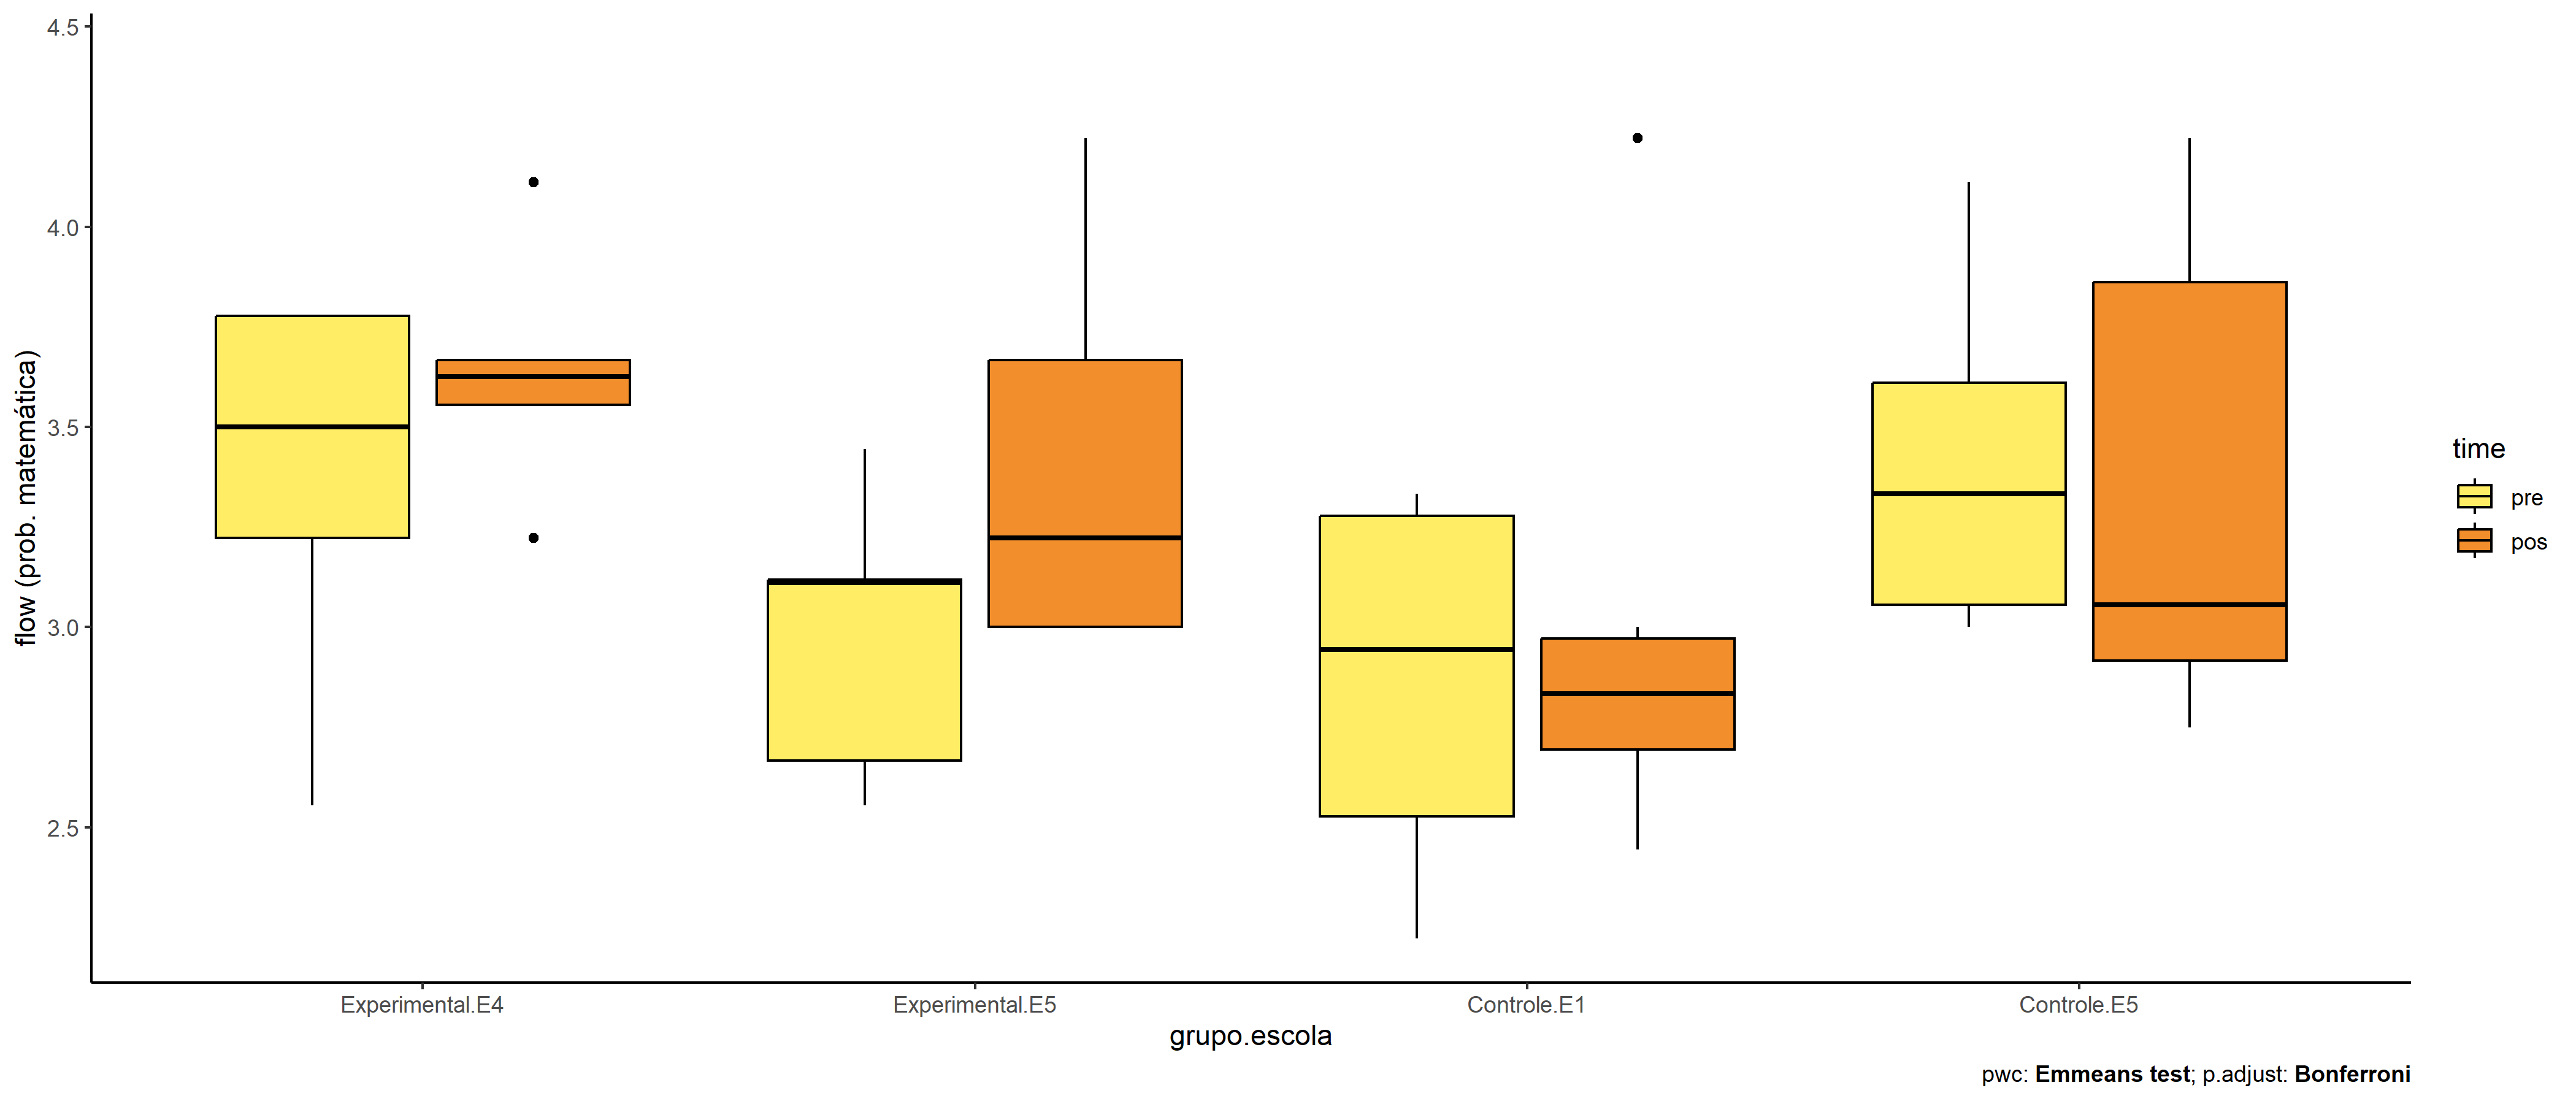 flow (prob. matemática)
4.5
4.0
3.5
3.0
2.5
Experimental.E4
Experimental.E5
Controle.E1
Controle.E5
grupo.escola
time
pre
pos
pwc: Emmeans test; p.adjust: Bonferroni